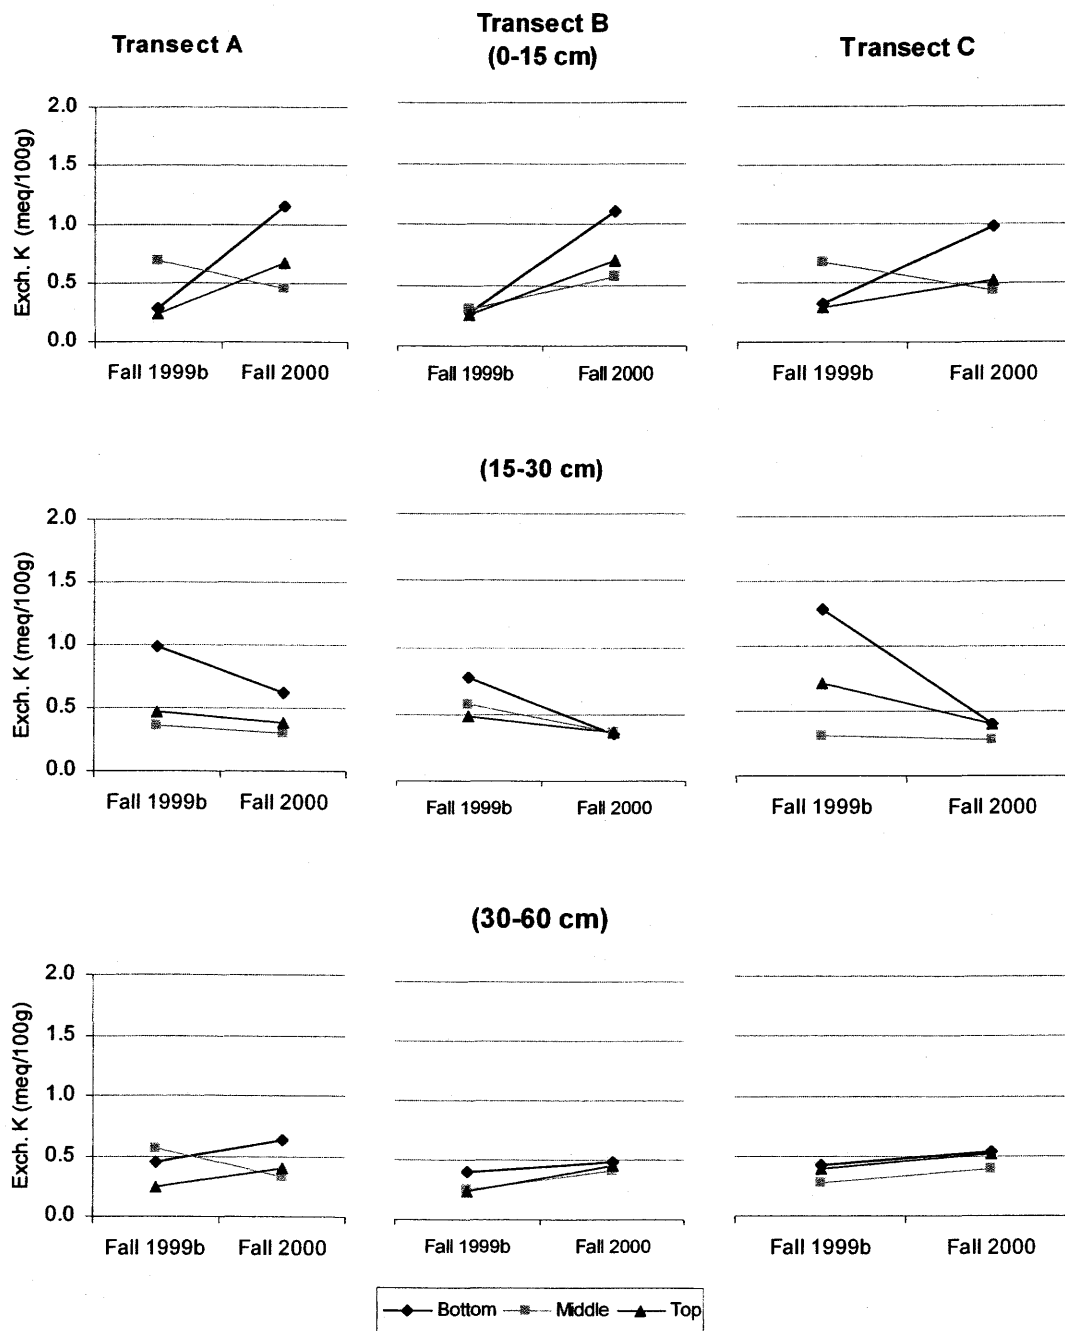 Transect A
Transect B
(0-15 cm)
Transect C
Exch. K (meq/100g)
2.0
1.5
1.0
0.5
0.0
Fall 1999b Fall 2000
Fall 1999b Fall 2000
Fall 1999b Fall 2000
(15-30 cm)
Exch. K (meq/100g)
2.0
1.5
1.0
0.5
0.0
Fall 1999b Fall 2000
Fall 1999b Fall 2000
Fall 1999b Fall 2000
(30-60 cm)
Exch. K (meq/100g)
2.0
1.5
1.0
0.5
0.0
Fall 1999b Fall 2000
Fall 1999b Fall 2000
Fall 1999b Fall 2000
Bottom Middle Top